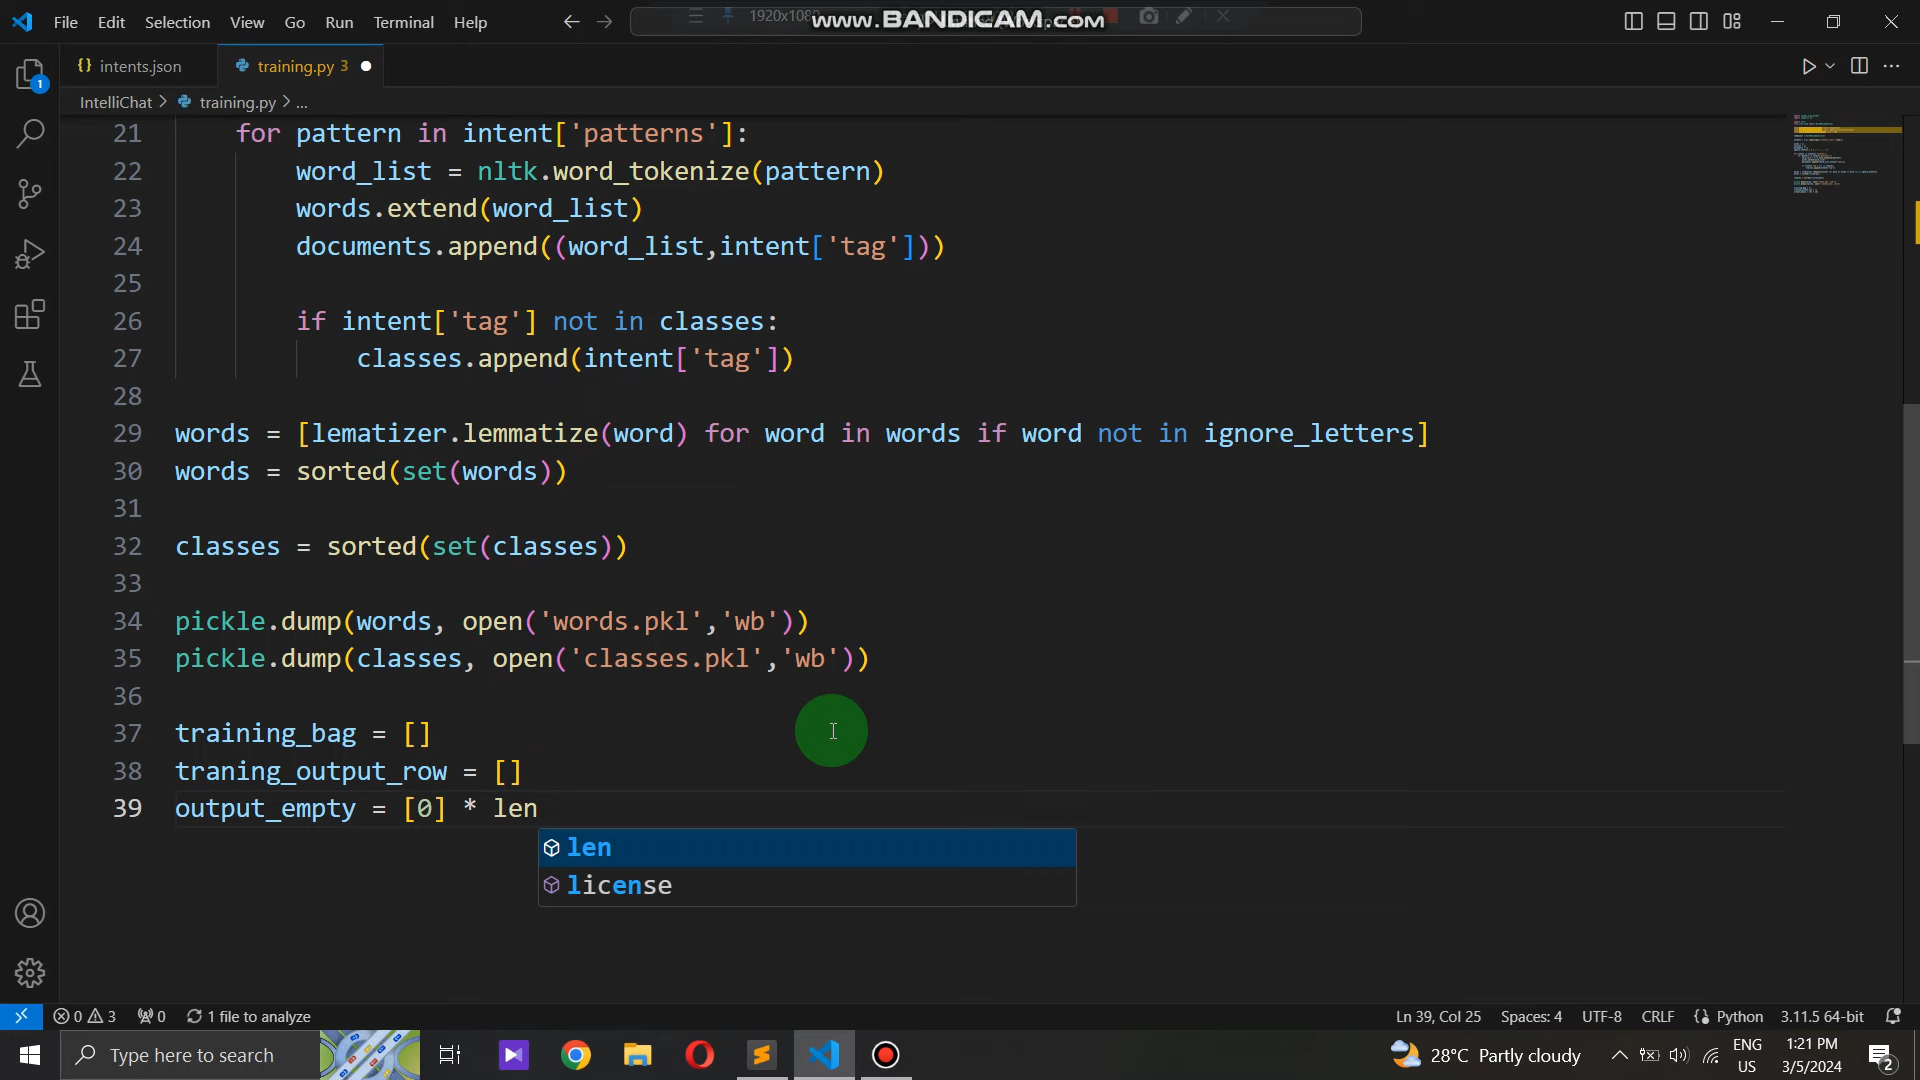 File Edit Selection View Go Run Terminal Help
1920x1080
www.BANDICAM.com
intents.json
training.py 3
1
IntelliChat > training.py > ...
21 for pattern in intent['patterns']:
22 word_list = nltk.word_tokenize(pattern)
23 words.extend(word_list)
24 documents.append((word_list,intent['tag']))
25
26 if intent['tag'] not in classes:
27 classes.append(intent['tag'])
28
29 words = [lematizer.lemmatize(word) for word in words if word not in ignore_letters]
30 words = sorted(set(words))
31
32 classes = sorted(set(classes))
33
34 pickle.dump(words, open('words.pkl','wb'))
35 pickle.dump(classes, open('classes.pkl','wb'))
36
37 training_bag = []
38 traning_output_row = []
39 output_empty = [0] * len
len
license
0 3 0 1 file to analyze
Ln 39, Col 25 Spaces: 4 UTF-8 CRLF Python 3.11.5 64-bit
Type here to search
28°C Partly cloudy
ENG
US
1:21 PM
3/5/2024
2